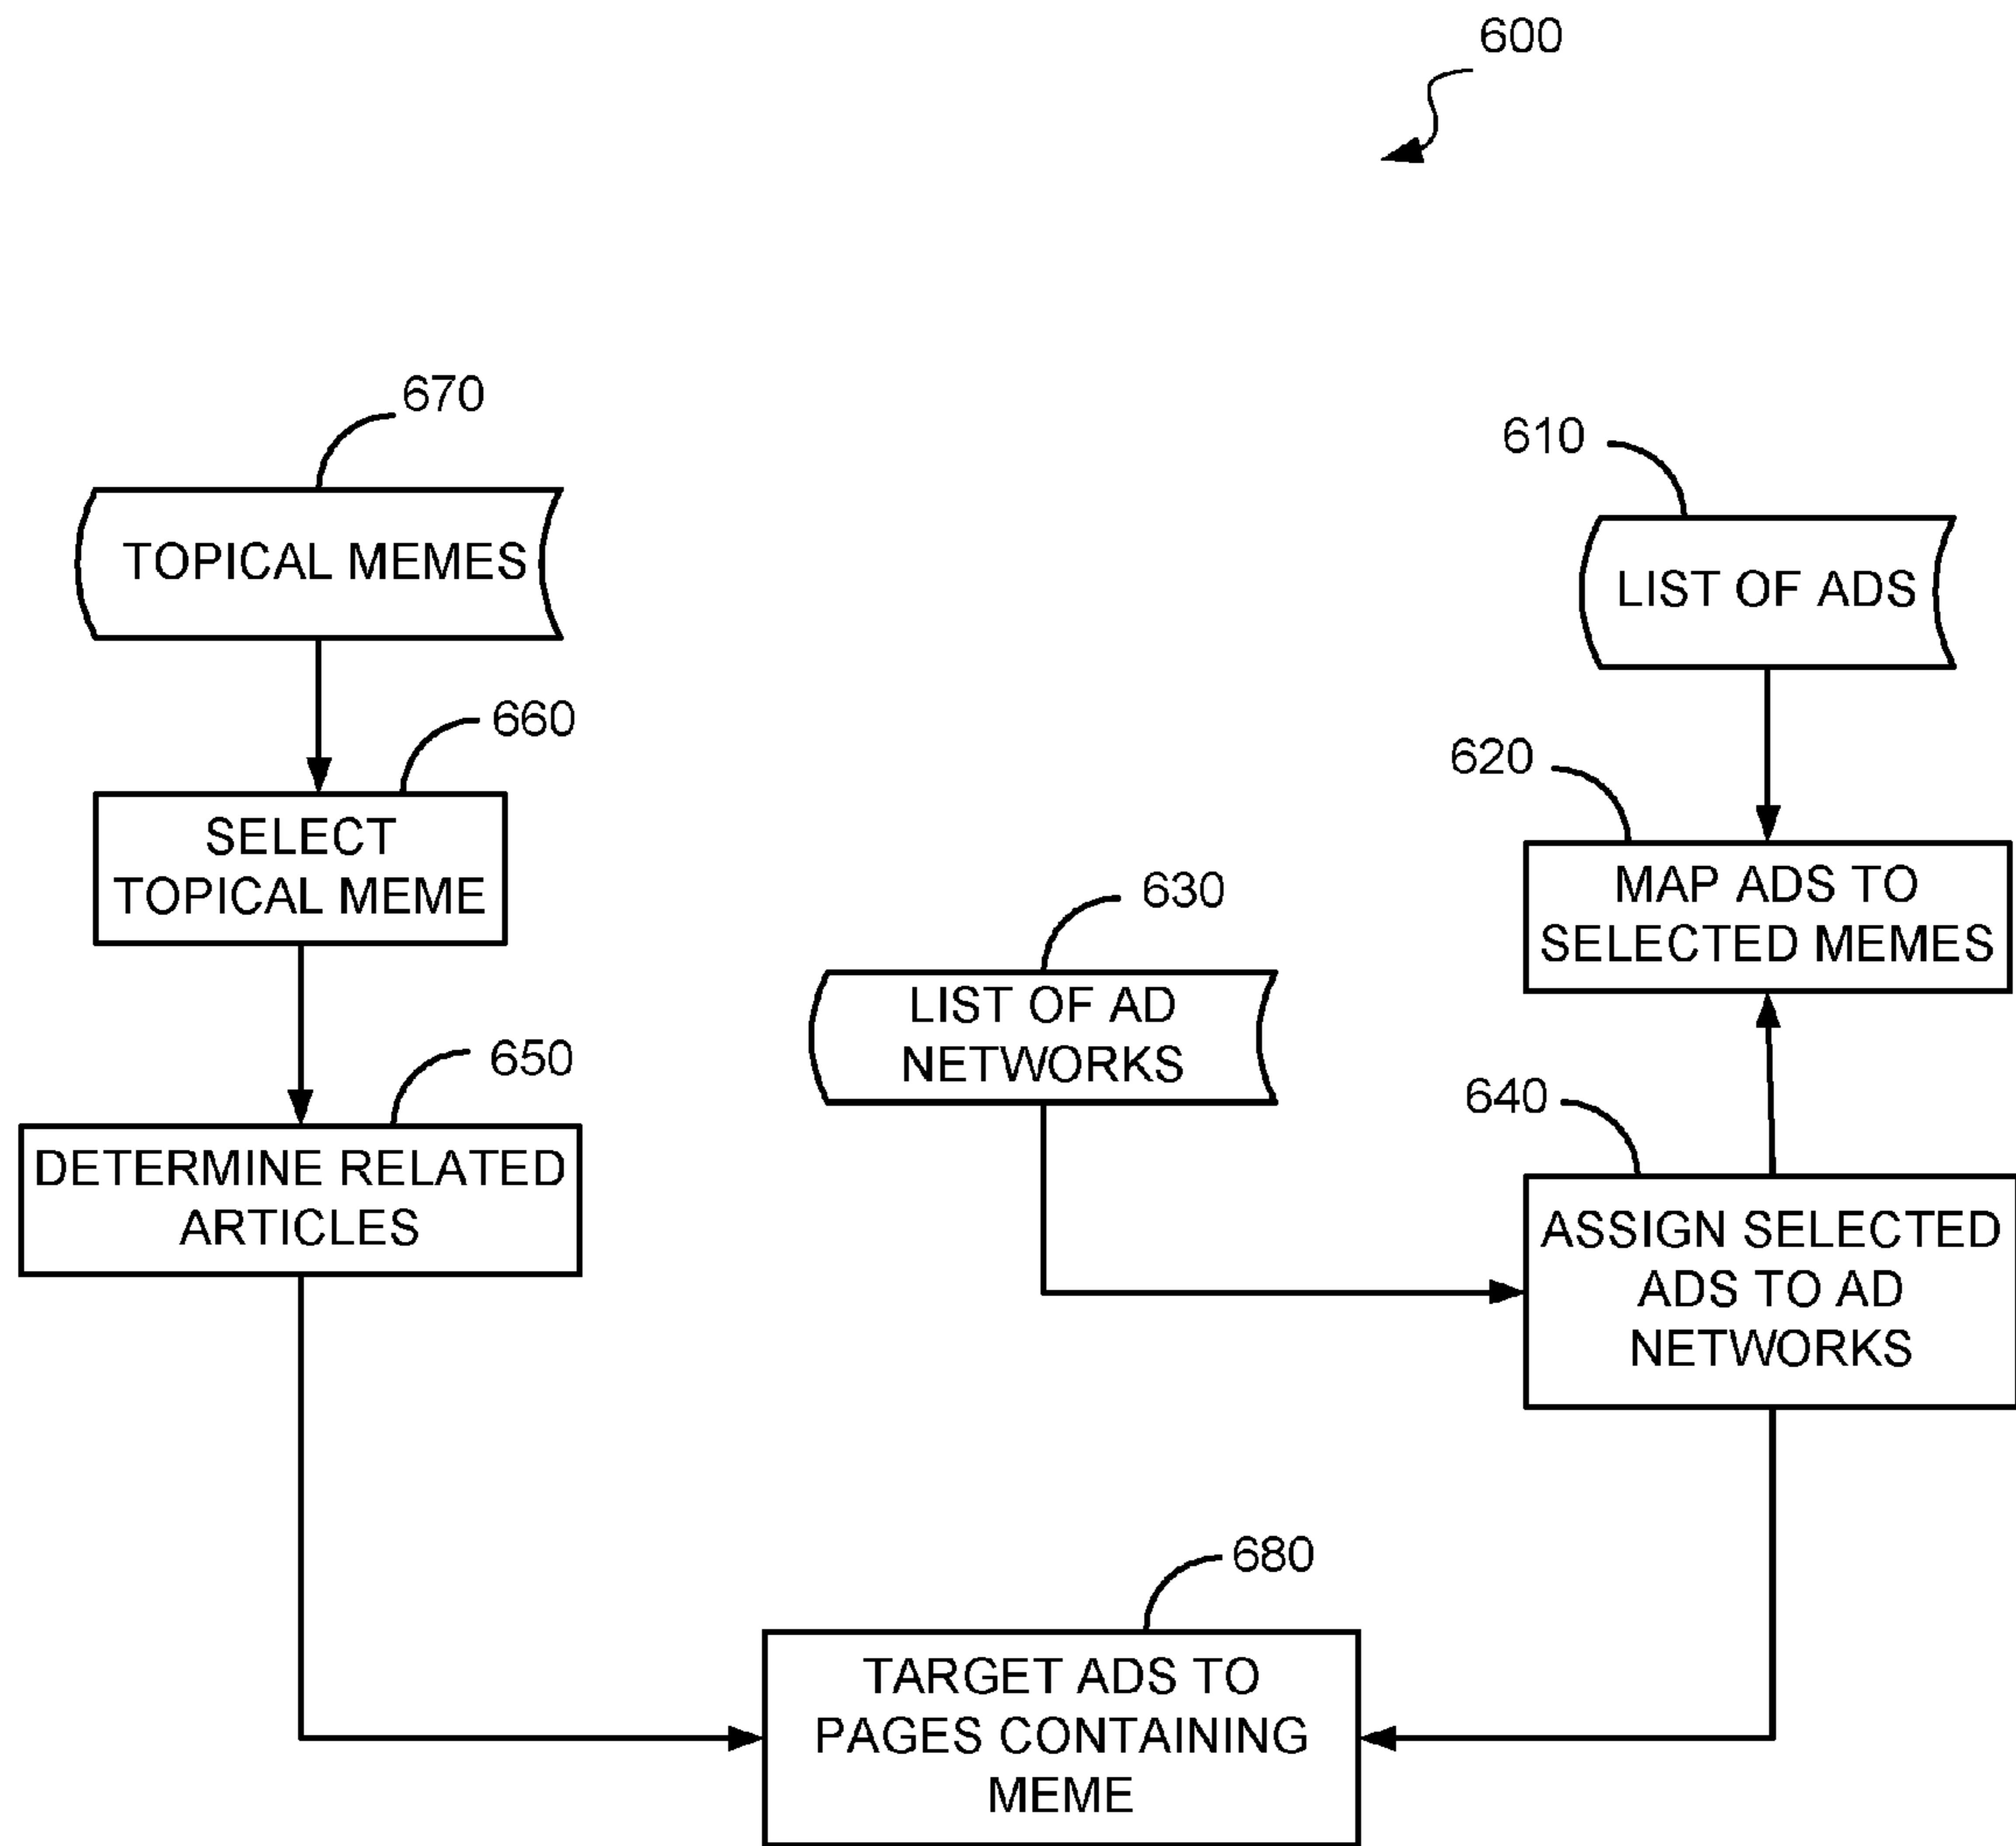 600
670
TOPICAL MEMES
610
LIST OF ADS
660
SELECT
TOPICAL MEME
620
MAP ADS TO
SELECTED MEMES
630
LIST OF AD
NETWORKS
650
DETERMINE RELATED
ARTICLES
640
ASSIGN SELECTED
ADS TO AD
NETWORKS
680
TARGET ADS TO
PAGES CONTAINING
MEME